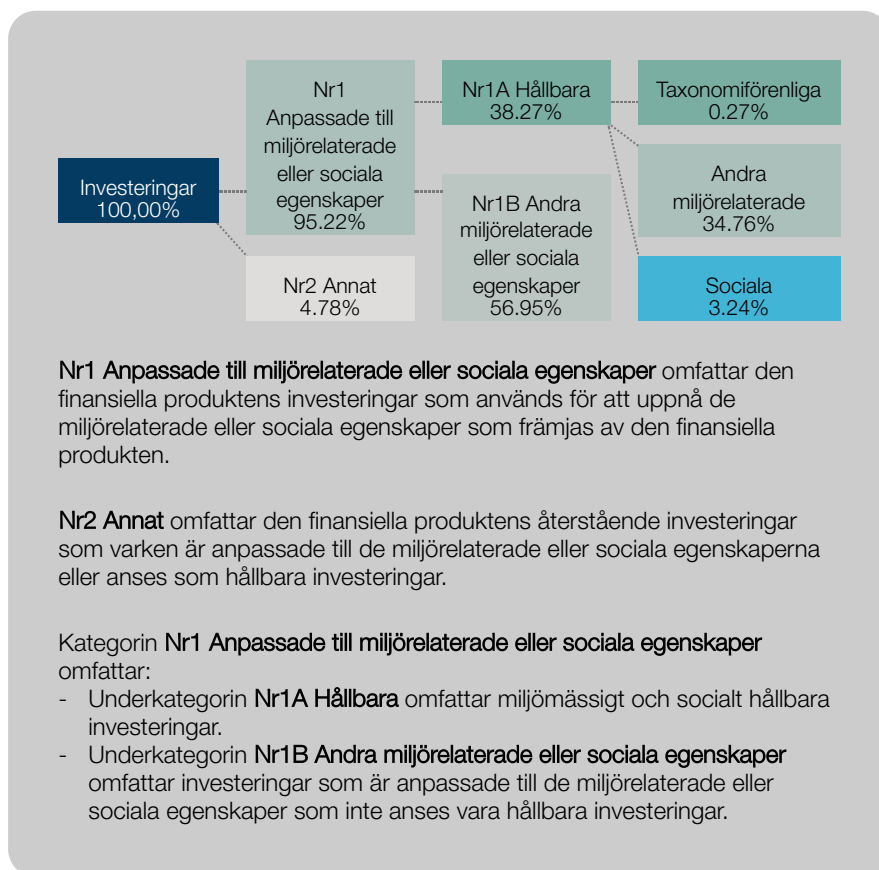 Investeringar
100,00%
Nr1
Anpassade till
miljörelaterade
eller sociala
egenskaper
95.22%
Nr2 Annat
4.78%
Nr1A Hållbara
38.27%
Nr1B Andra
miljörelaterade
eller sociala
egenskaper
56.95%
Taxonomiförenliga
0.27%
Andra
miljörelaterade
34.76%
Sociala
3.24%
Nr1 Anpassade till miljörelaterade eller sociala egenskaper omfattar den
finansiella produktens investeringar som används för att uppnå de
miljörelaterade eller sociala egenskaper som främjas av den finansiella
produkten.
Nr2 Annat omfattar den finansiella produktens återstående investeringar
som varken är anpassade till de miljörelaterade eller sociala egenskaperna
eller anses som hållbara investeringar.
Kategorin Nr1 Anpassade till miljörelaterade eller sociala egenskaper
omfattar:
- Underkategorin Nr1A Hållbara omfattar miljömässigt och socialt hållbara
investeringar.
- Underkategorin Nr1B Andra miljörelaterade eller sociala egenskaper
omfattar investeringar som är anpassade till de miljörelaterade eller
sociala egenskaper som inte anses vara hållbara investeringar.